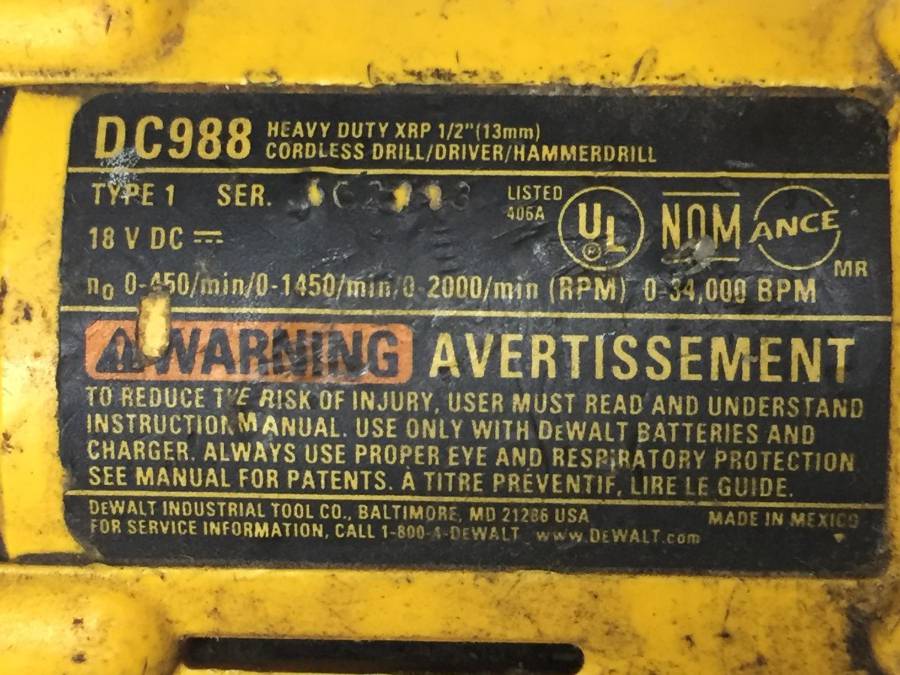 DC988 HEAVY DUTY XRP 1/2"(13mm)
CORDLESS DRILL/DRIVER/HAMMERDRILL
TYPE 1 SER. LISTED
406A
UL
®
NOM
ANCE
MR
18 V DC ⎓
n0 0-450/min/0-1450/min/0-2000/min (RPM) 0-34,000 BPM
WARNING AVERTISSEMENT
TO REDUCE THE RISK OF INJURY, USER MUST READ AND UNDERSTAND
INSTRUCTION MANUAL. USE ONLY WITH DEWALT BATTERIES AND
CHARGER. ALWAYS USE PROPER EYE AND RESPIRATORY PROTECTION
SEE MANUAL FOR PATENTS. À TITRE PRÉVENTIF, LIRE LE GUIDE.
DEWALT INDUSTRIAL TOOL CO., BALTIMORE, MD 21286 USA MADE IN MEXICO
FOR SERVICE INFORMATION, CALL 1-800-4-DEWALT www.DEWALT.com